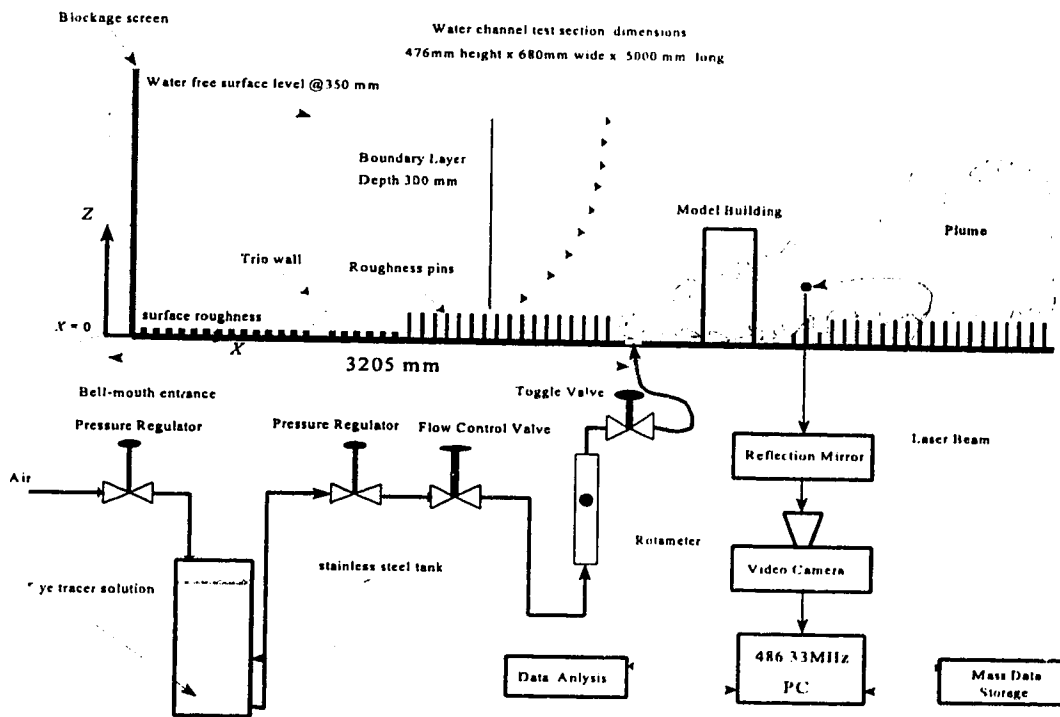 Blockage screen
Water channel test section dimensions
476mm height x 680mm wide x 5000 mm long
Water free surface level @350 mm
Boundary Layer
Depth 300 mm
Model Building
Z
Plume
Trip wall
Roughness pins
surface roughness
X = 0
X
3205 mm
Bell-mouth entrance
Toggle Valve
Pressure Regulator
Pressure Regulator
Flow Control Valve
Laser Beam
Reflection Mirror
Air
Rotameter
stainless steel tank
Video Camera
ye tracer solution
486 33MHz
PC
Data Anlysis
Mass Data
Storage